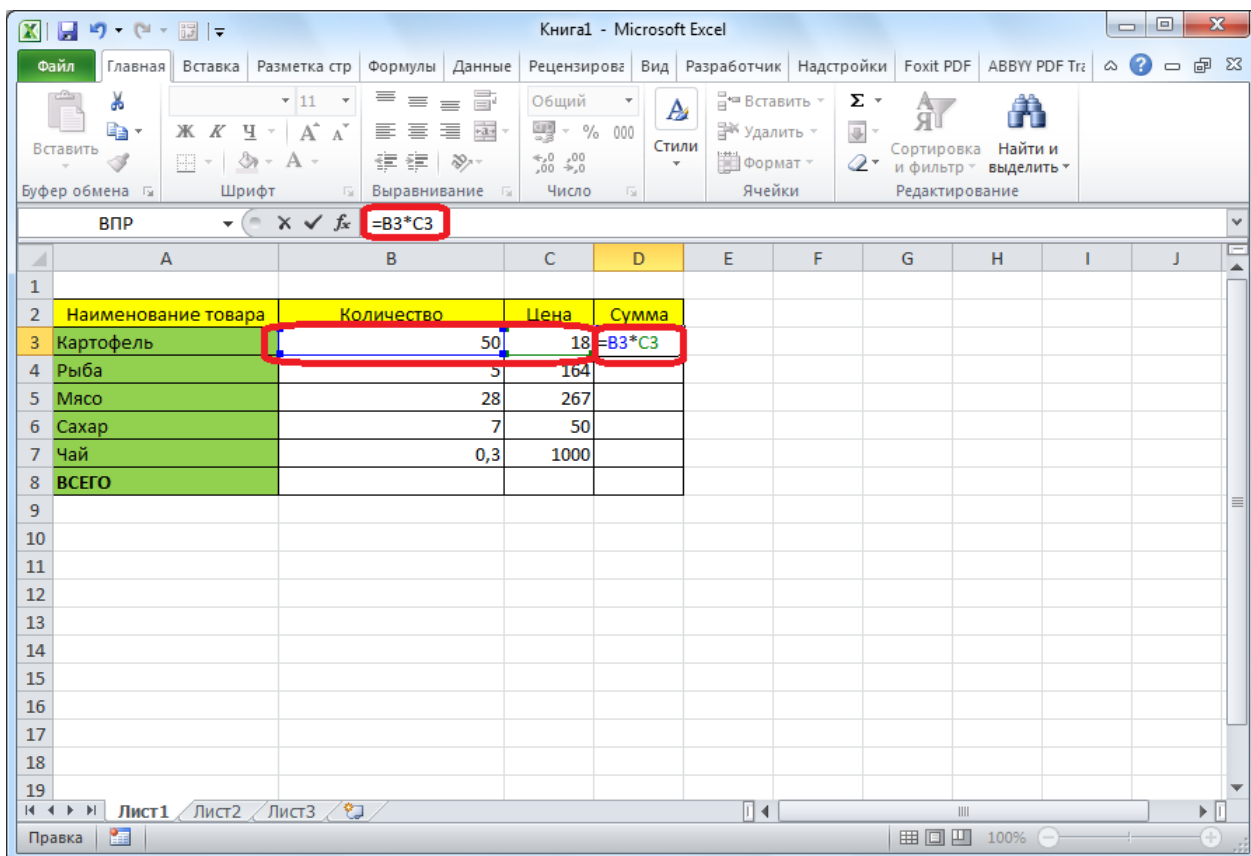 Книга1 - Microsoft Excel
Файл Главная Вставка Разметка стр Формулы Данные Рецензирова Вид Разработчик Надстройки Foxit PDF ABBYY PDF Tra
Вставить
Ж К Ч 11 А А А
Общий
% 000
Стили
Вставить
Удалить
Формат
Σ
Сортировка и фильтр
Найти и выделить
Буфер обмена Шрифт Выравнивание Число Ячейки Редактирование
ВПР fx =B3*C3
A B C D E F G H I J
1
2 Наименование товара Количество Цена Сумма
3 Картофель 50 18 =B3*C3
4 Рыба 5 164
5 Мясо 28 267
6 Сахар 7 50
7 Чай 0,3 1000
8 ВСЕГО
9
10
11
12
13
14
15
16
17
18
19
Лист1 Лист2 Лист3
Правка 100%